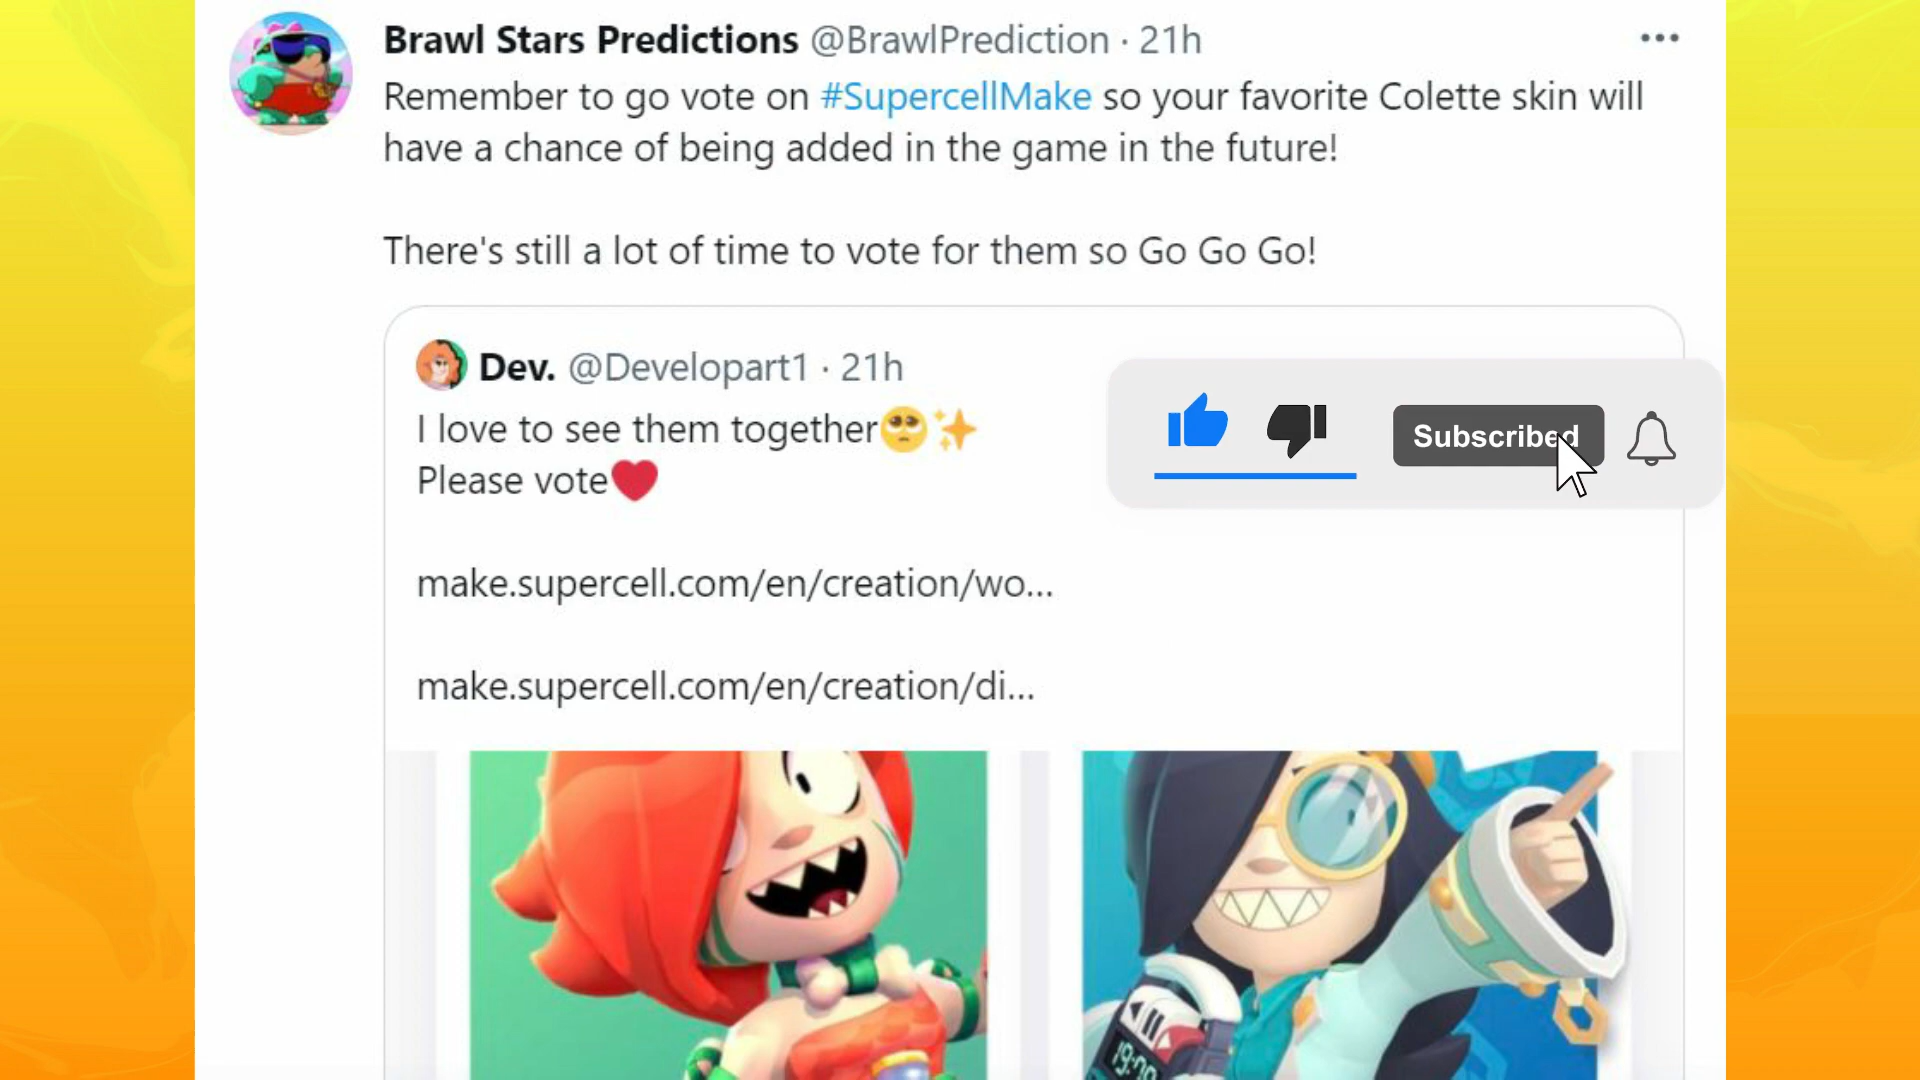 Brawl Stars Predictions @BrawlPrediction · 21h
Remember to go vote on #SupercellMake so your favorite Colette skin will
have a chance of being added in the game in the future!
There's still a lot of time to vote for them so Go Go Go!
Dev. @Developart1 · 21h
I love to see them together🥺✨
Please vote❤️
Subscribed
make.supercell.com/en/creation/wo...
make.supercell.com/en/creation/di...